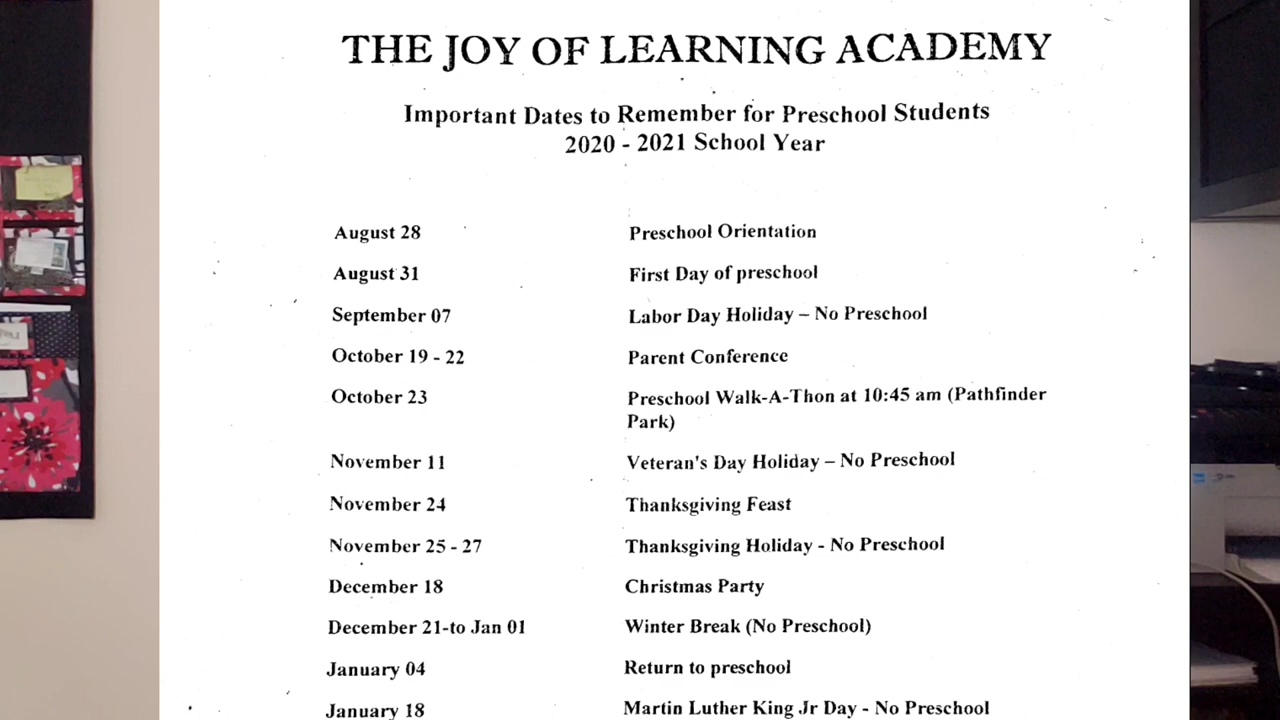 THE JOY OF LEARNING ACADEMY
Important Dates to Remember for Preschool Students
2020 - 2021 School Year
August 28 Preschool Orientation
August 31 First Day of preschool
September 07 Labor Day Holiday – No Preschool
October 19 - 22 Parent Conference
October 23 Preschool Walk-A-Thon at 10:45 am (Pathfinder
Park)
November 11 Veteran's Day Holiday – No Preschool
November 24 Thanksgiving Feast
November 25 - 27 Thanksgiving Holiday - No Preschool
December 18 Christmas Party
December 21-to Jan 01 Winter Break (No Preschool)
January 04 Return to preschool
January 18 Martin Luther King Jr Day - No Preschool